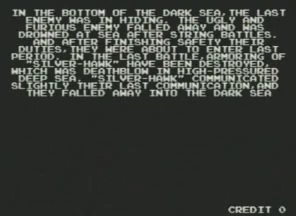 IN THE BOTTOM OF THE DARK SEA,THE LAST
ENEMY WAS IN HIDING. THE UGLY AND
FURIOUS ENEMY FALLED AWAY AND WAS
DROWNED AT SEA AFTER STRING BATTLES.
AND AFTER FINISHING SAFETY THEIR
DUTIES,THEY WERE ABOUT TO ENTER LAST
PERIOD. IN THE LAST BATTLE,ARMORING OF
"SILVER-HAWK" HAVE BEEN DESTROYED,
WHICH WAS DEATHBLOW IN HIGH-PRESSURED
DEEP SEA. "SILVER-HAWK" COMMUNICATED
SLIGHTLY THEIR LAST COMMUNICATION,AND
THEY FALLED AWAY INTO THE DARK SEA
CREDIT 0